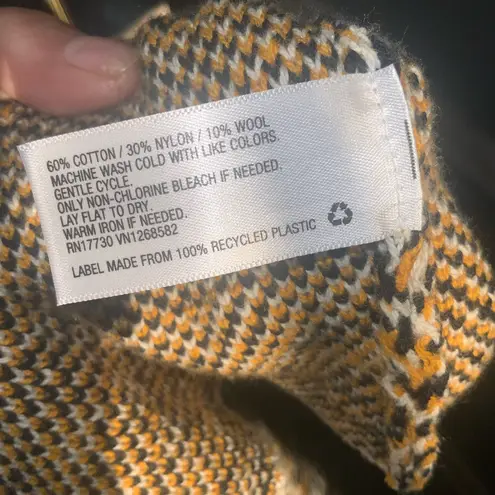 60% COTTON / 30% NYLON / 10% WOOL
MACHINE WASH COLD WITH LIKE COLORS.
GENTLE CYCLE.
ONLY NON-CHLORINE BLEACH IF NEEDED.
LAY FLAT TO DRY.
WARM IRON IF NEEDED.
RN17730 VN1268582
LABEL MADE FROM 100% RECYCLED PLASTIC